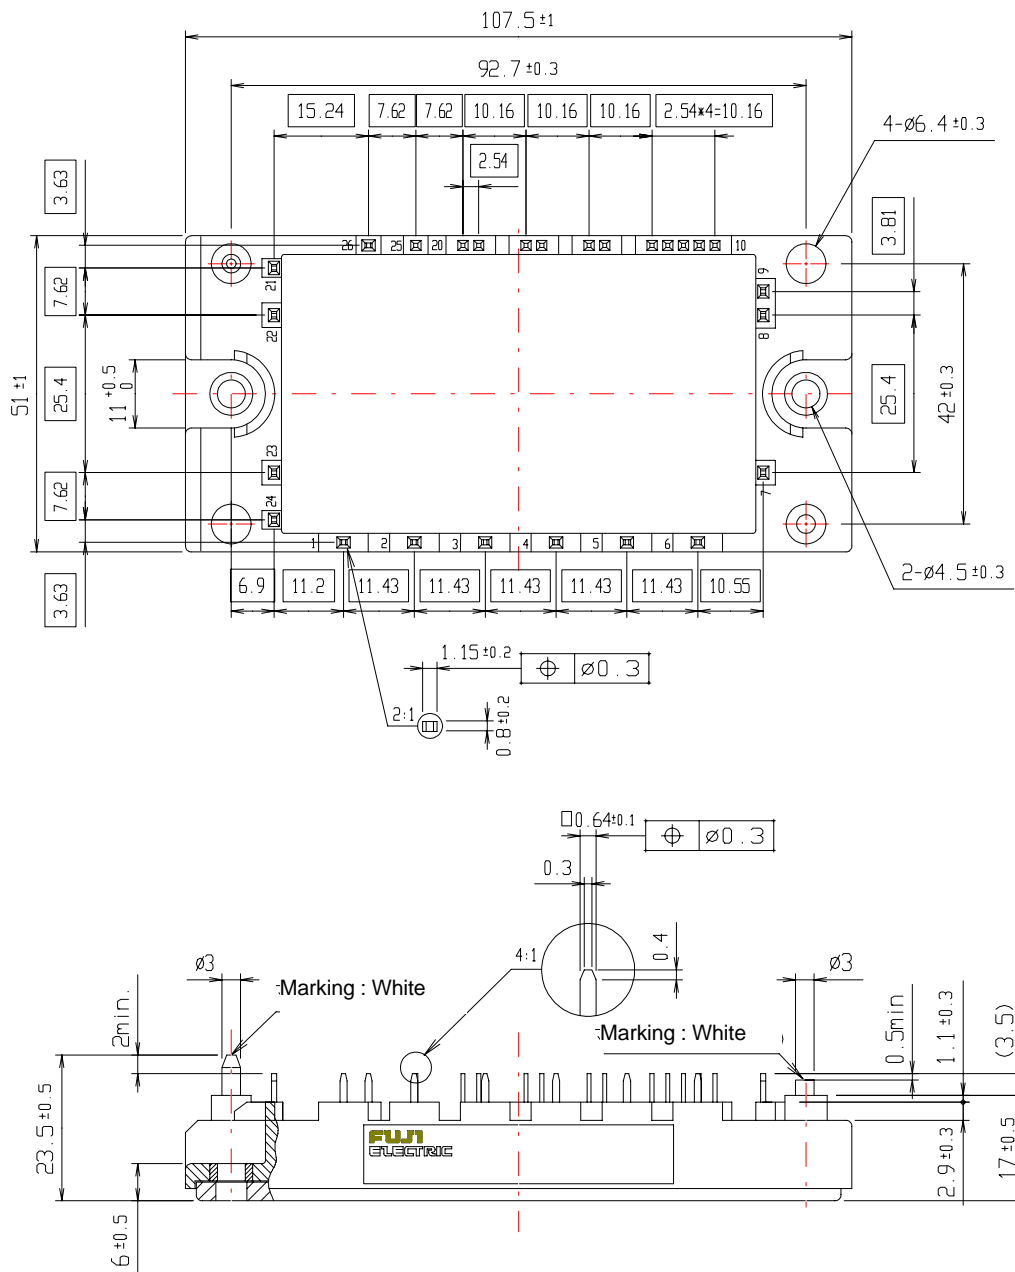 107.5±1
92.7±0.3
15.24 7.62 7.62 10.16 10.16 10.16 2.54*4=10.16
4-ø6.4±0.3
2.54
3.63
3.81
26 25 20 10
21
9
7.62
22
8
51±1
11 +0.5 0
25.4
25.4
42±0.3
23
7
7.62
24
1 2 3 4 5 6
3.63
6.9 11.2 11.43 11.43 11.43 11.43 11.43 10.55
2-ø4.5±0.3
1.15±0.2
⌖ ø0.3
2:1
0.8±0.2
□0.64±0.1
⌖ ø0.3
0.3
4:1
0.4
ø3
ø3
Marking : White
2min.
Marking : White
0.5min
1.1±0.3
(3.5)
23.5±0.5
FUJI
ELECTRIC
2.9±0.3
17±0.5
6±0.5